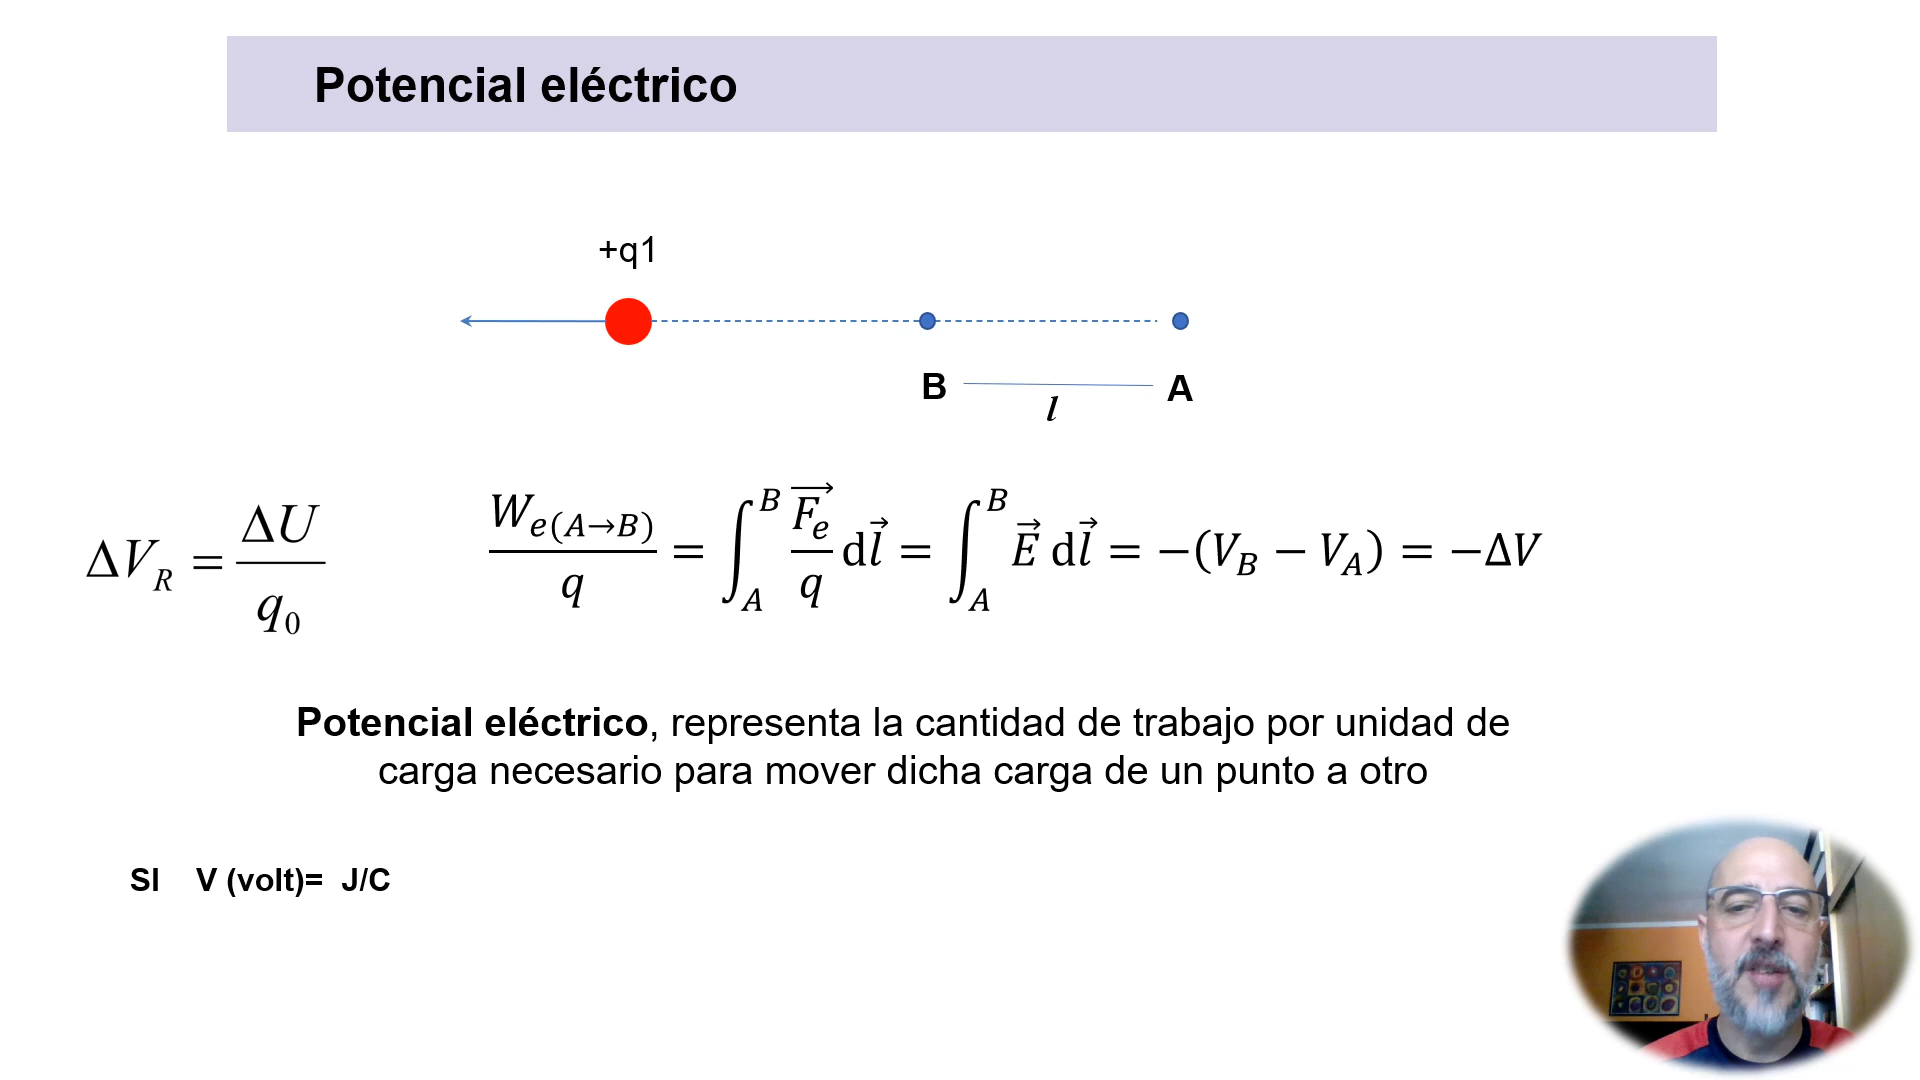 Potencial eléctrico
+q1
B A
l
ΔV_R = ΔU / q_0
W_e(A→B) / q = ∫_A^B F⃗_e / q dl⃗ = ∫_A^B E⃗ dl⃗ = −(V_B − V_A) = −ΔV
Potencial eléctrico, representa la cantidad de trabajo por unidad de
carga necesario para mover dicha carga de un punto a otro
SI V (volt)= J/C